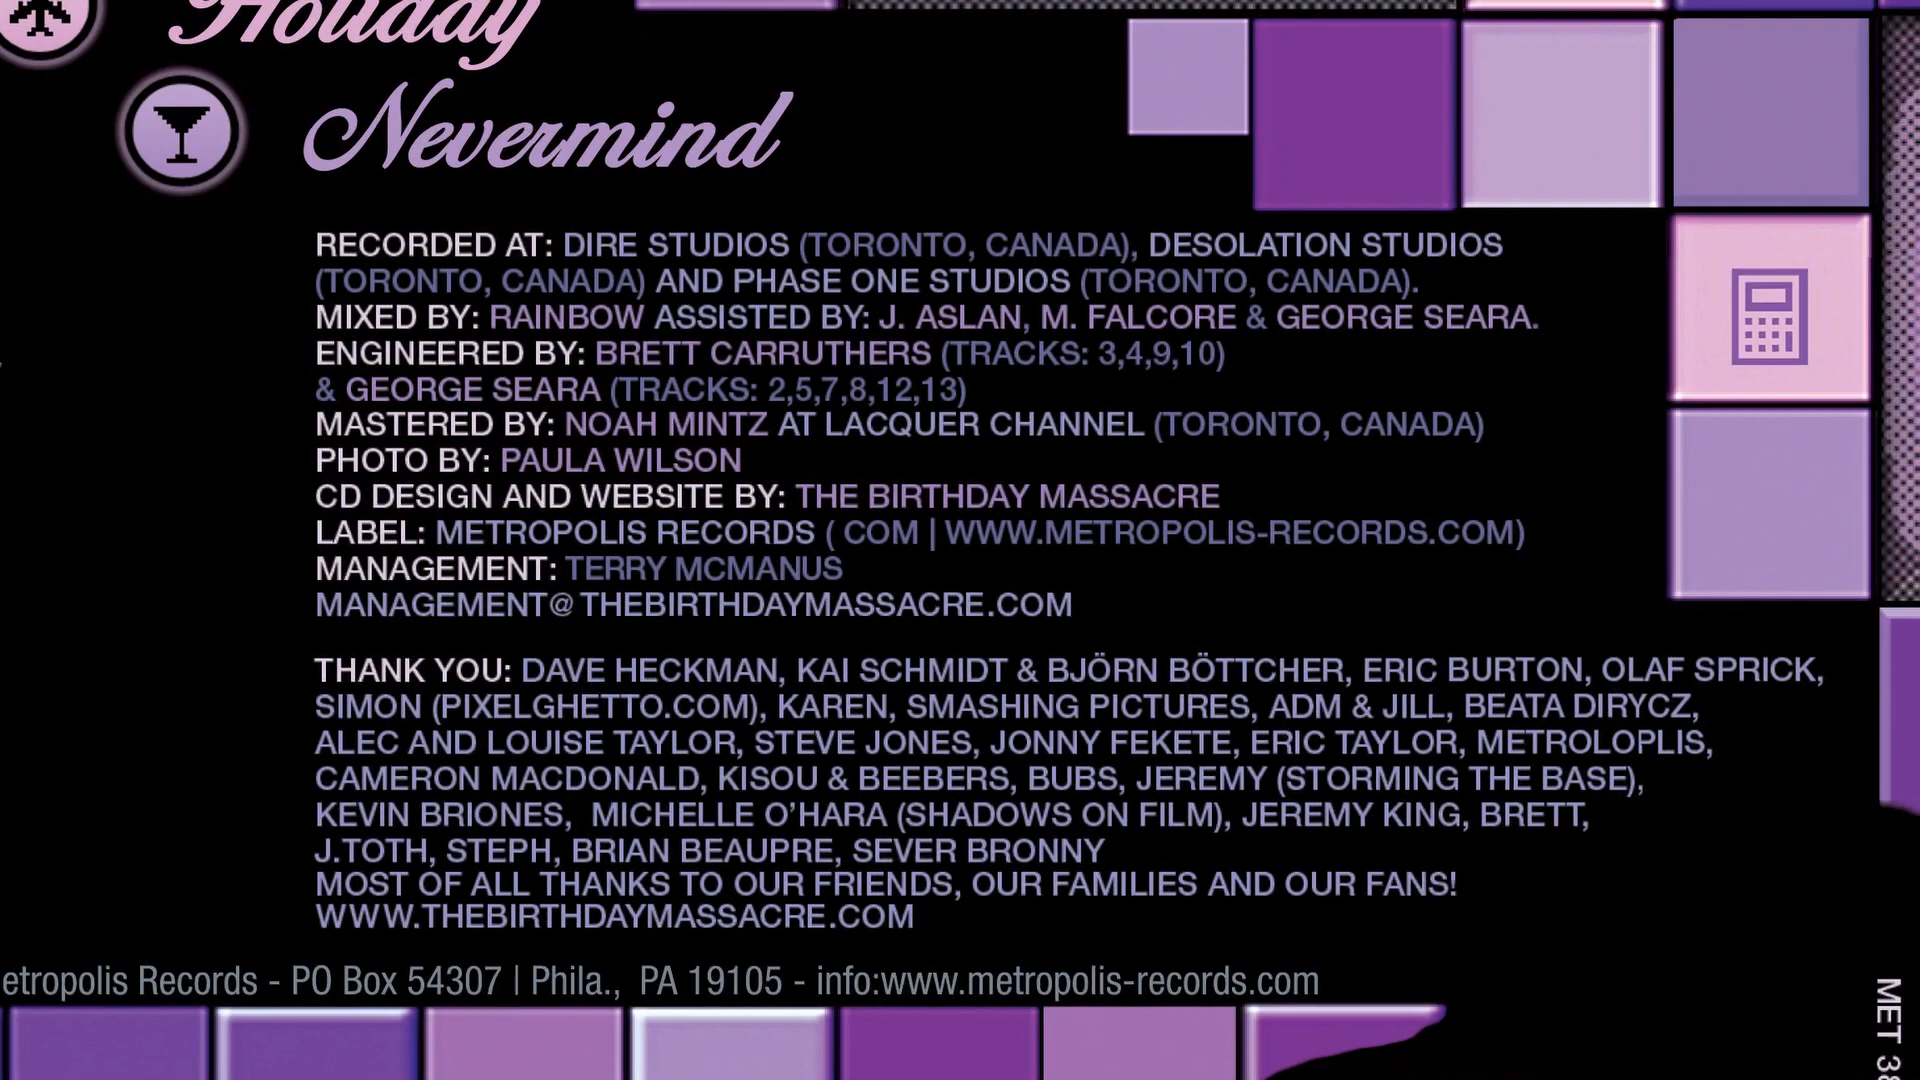 Holiday
Nevermind
RECORDED AT: DIRE STUDIOS (TORONTO, CANADA), DESOLATION STUDIOS
(TORONTO, CANADA) AND PHASE ONE STUDIOS (TORONTO, CANADA).
MIXED BY: RAINBOW ASSISTED BY: J. ASLAN, M. FALCORE & GEORGE SEARA.
ENGINEERED BY: BRETT CARRUTHERS (TRACKS: 3,4,9,10)
& GEORGE SEARA (TRACKS: 2,5,7,8,12,13)
MASTERED BY: NOAH MINTZ AT LACQUER CHANNEL (TORONTO, CANADA)
PHOTO BY: PAULA WILSON
CD DESIGN AND WEBSITE BY: THE BIRTHDAY MASSACRE
LABEL: METROPOLIS RECORDS ( COM | WWW.METROPOLIS-RECORDS.COM)
MANAGEMENT: TERRY MCMANUS
MANAGEMENT@THEBIRTHDAYMASSACRE.COM
THANK YOU: DAVE HECKMAN, KAI SCHMIDT & BJÖRN BÖTTCHER, ERIC BURTON, OLAF SPRICK,
SIMON (PIXELGHETTO.COM), KAREN, SMASHING PICTURES, ADM & JILL, BEATA DIRYCZ,
ALEC AND LOUISE TAYLOR, STEVE JONES, JONNY FEKETE, ERIC TAYLOR, METROLOPLIS,
CAMERON MACDONALD, KISOU & BEEBERS, BUBS, JEREMY (STORMING THE BASE),
KEVIN BRIONES, MICHELLE O’HARA (SHADOWS ON FILM), JEREMY KING, BRETT,
J.TOTH, STEPH, BRIAN BEAUPRE, SEVER BRONNY
MOST OF ALL THANKS TO OUR FRIENDS, OUR FAMILIES AND OUR FANS!
WWW.THEBIRTHDAYMASSACRE.COM
etropolis Records - PO Box 54307 | Phila., PA 19105 - info:www.metropolis-records.com
MET